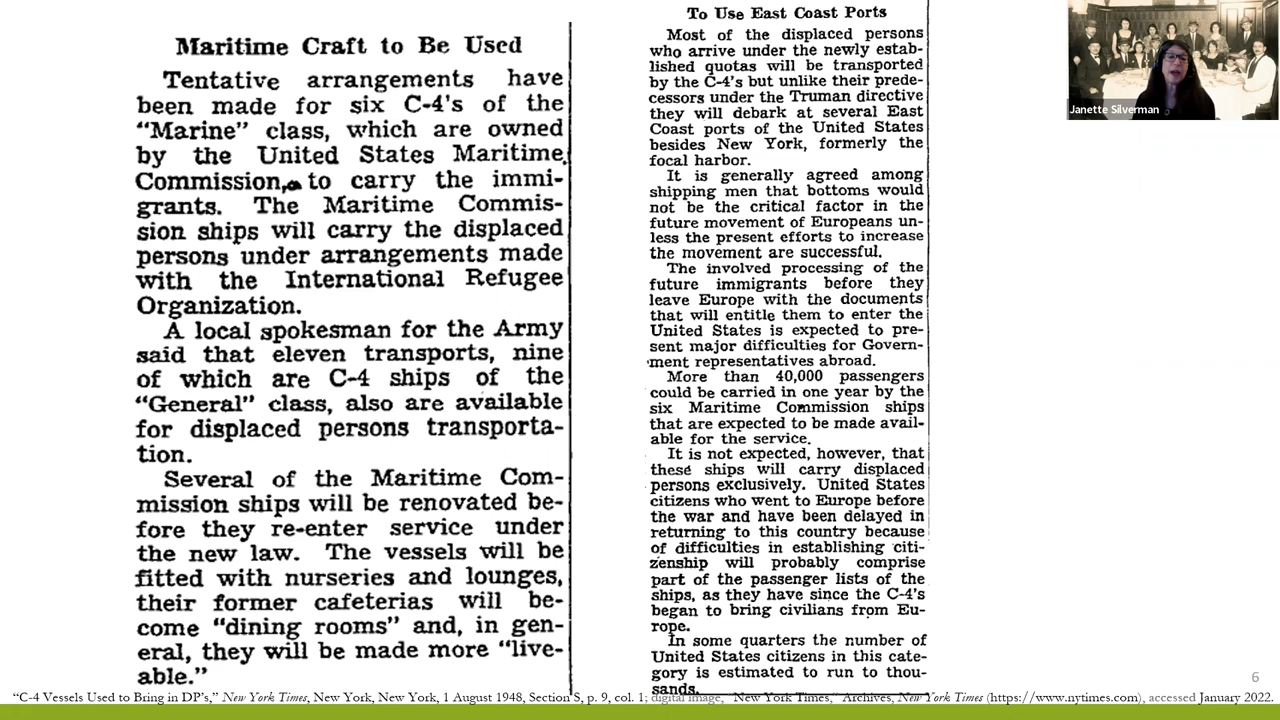 Maritime Craft to Be Used
Tentative arrangements have
been made for six C-4's of the
"Marine" class, which are owned
by the United States Maritime
Commission, to carry the immi-
grants. The Maritime Commis-
sion ships will carry the displaced
persons under arrangements made
with the International Refugee
Organization.
A local spokesman for the Army
said that eleven transports, nine
of which are C-4 ships of the
"General" class, also are available
for displaced persons transporta-
tion.
Several of the Maritime Com-
mission ships will be renovated be-
fore they re-enter service under
the new law. The vessels will be
fitted with nurseries and lounges,
their former cafeterias will be-
come "dining rooms" and, in gen-
eral, they will be made more "live-
able."
To Use East Coast Ports
Most of the displaced persons
who arrive under the newly estab-
lished quotas will be transported
by the C-4's but unlike their prede-
cessors under the Truman directive
they will debark at several East
Coast ports of the United States
besides New York, formerly the
focal harbor.
It is generally agreed among
shipping men that bottoms would
not be the critical factor in the
future movement of Europeans un-
less the present efforts to increase
the movement are successful.
The involved processing of the
future immigrants before they
leave Europe with the documents
that will entitle them to enter the
United States is expected to pre-
sent major difficulties for Govern-
ment representatives abroad.
More than 40,000 passengers
could be carried in one year by the
six Maritime Commission ships
that are expected to be made avail-
able for the service.
It is not expected, however, that
these ships will carry displaced
persons exclusively. United States
citizens who went to Europe before
the war and have been delayed in
returning to this country because
of difficulties in establishing citi-
zenship will probably comprise
part of the passenger lists of the
ships, as they have since the C-4's
began to bring civilians from Eu-
rope.
In some quarters the number of
United States citizens in this cate-
gory is estimated to run to thou-
sands.
Janette Silverman
6
"C-4 Vessels Used to Bring in DP's," New York Times, New York, New York, 1 August 1948, Section S, p. 9, col. 1; digital image, "New York Times," Archives, New York Times (https://www.nytimes.com), accessed January 2022.